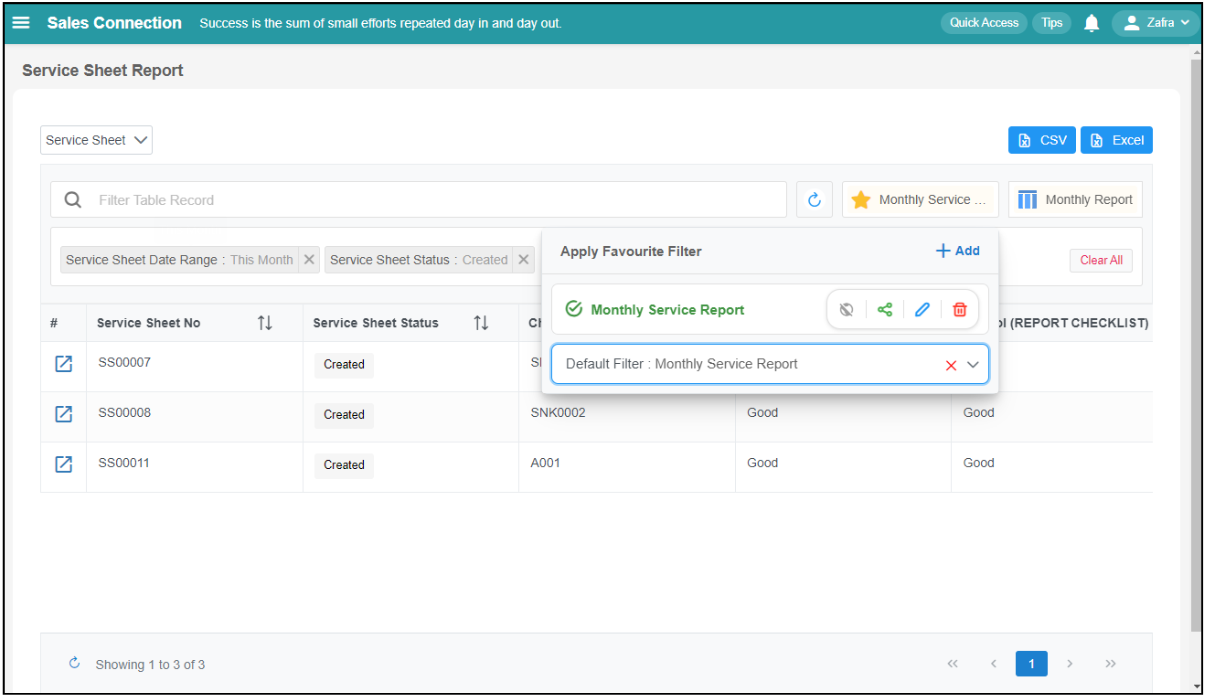 Sales Connection Success is the sum of small efforts repeated day in and day out. Quick Access Tips Zafra
Service Sheet Report
Service Sheet CSV Excel
Filter Table Record Monthly Service ... Monthly Report
Service Sheet Date Range : This Month Service Sheet Status : Created Clear All
Apply Favourite Filter Add
Monthly Service Report
Default Filter : Monthly Service Report
# Service Sheet No Service Sheet Status (REPORT CHECKLIST)
SS00007 Created
SS00008 Created SNK0002 Good Good
SS00011 Created A001 Good Good
Showing 1 to 3 of 3 << < 1 > >>